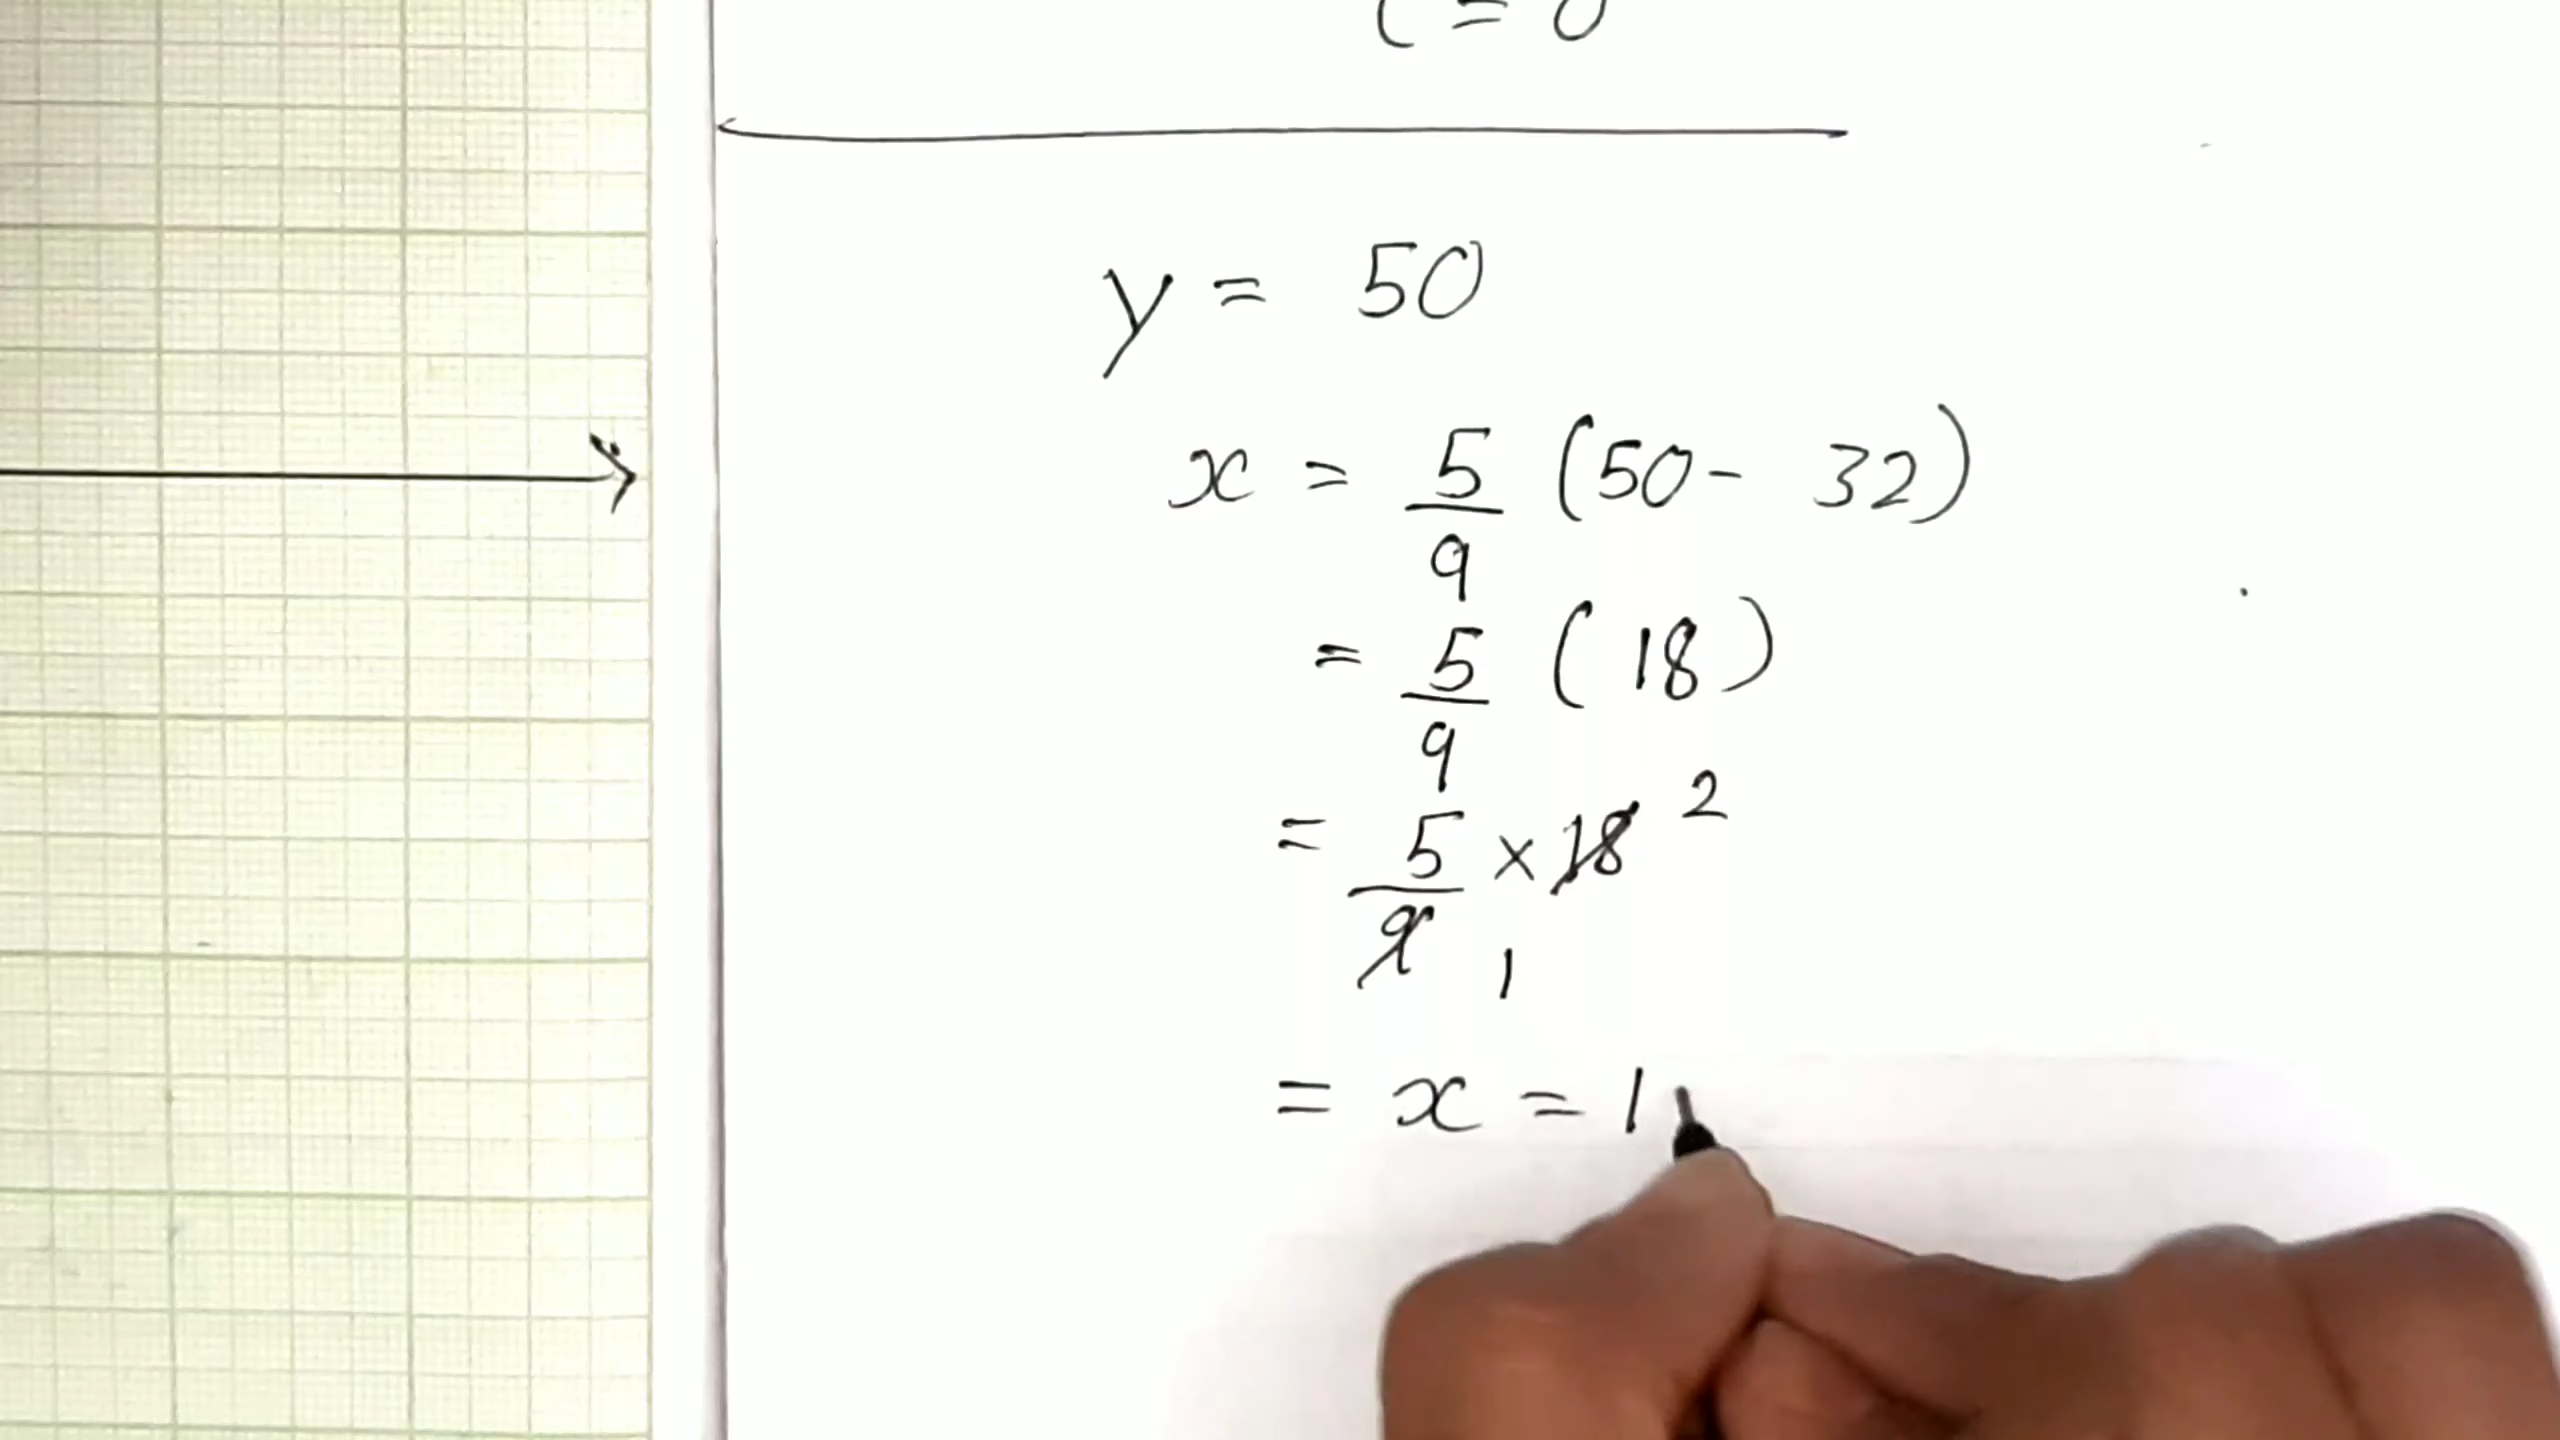 y = 50
x = 5/9 (50 - 32)
= 5/9 (18)
= 5/9 × 18 2
1
= x = 1